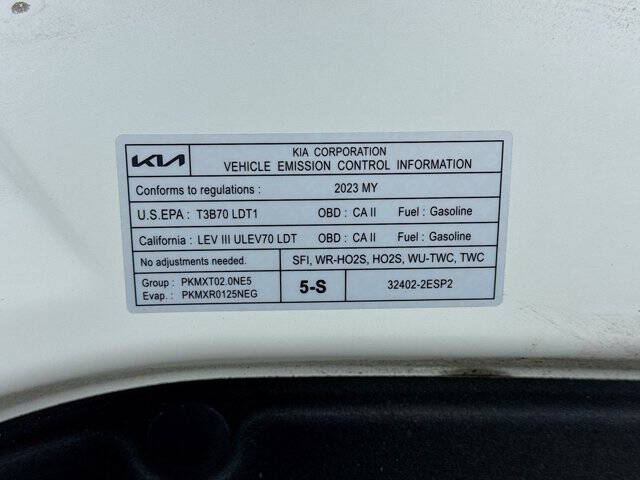 KIA
KIA CORPORATION
VEHICLE EMISSION CONTROL INFORMATION
Conforms to regulations : 2023 MY
U.S.EPA : T3B70 LDT1 OBD : CA II Fuel : Gasoline
California : LEV III ULEV70 LDT OBD : CA II Fuel : Gasoline
No adjustments needed. SFI, WR-HO2S, HO2S, WU-TWC, TWC
Group : PKMXT02.0NE5
Evap. : PKMXR0125NEG
5-S
32402-2ESP2